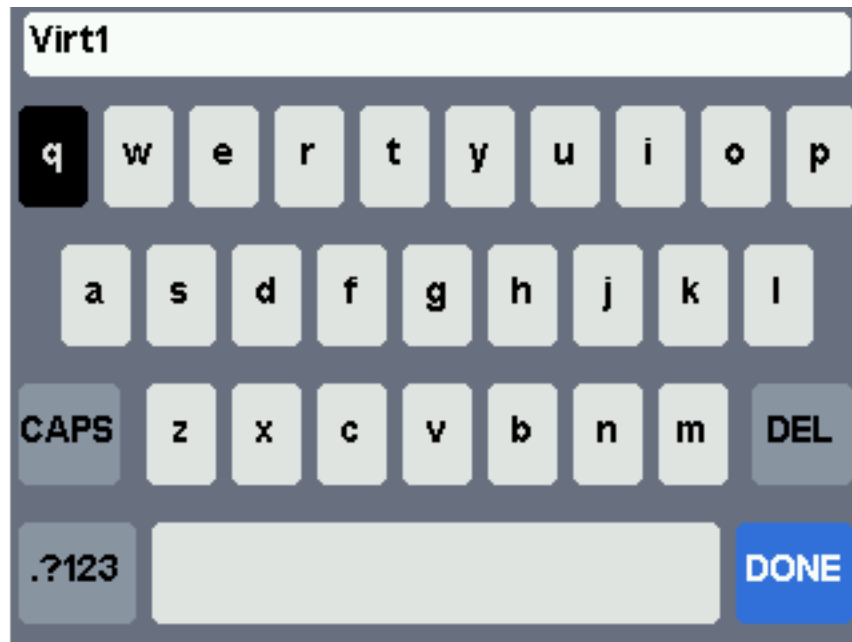 Virt1
q w e r t y u i o p
a s d f g h j k l
CAPS z x c v b n m DEL
.?123 DONE